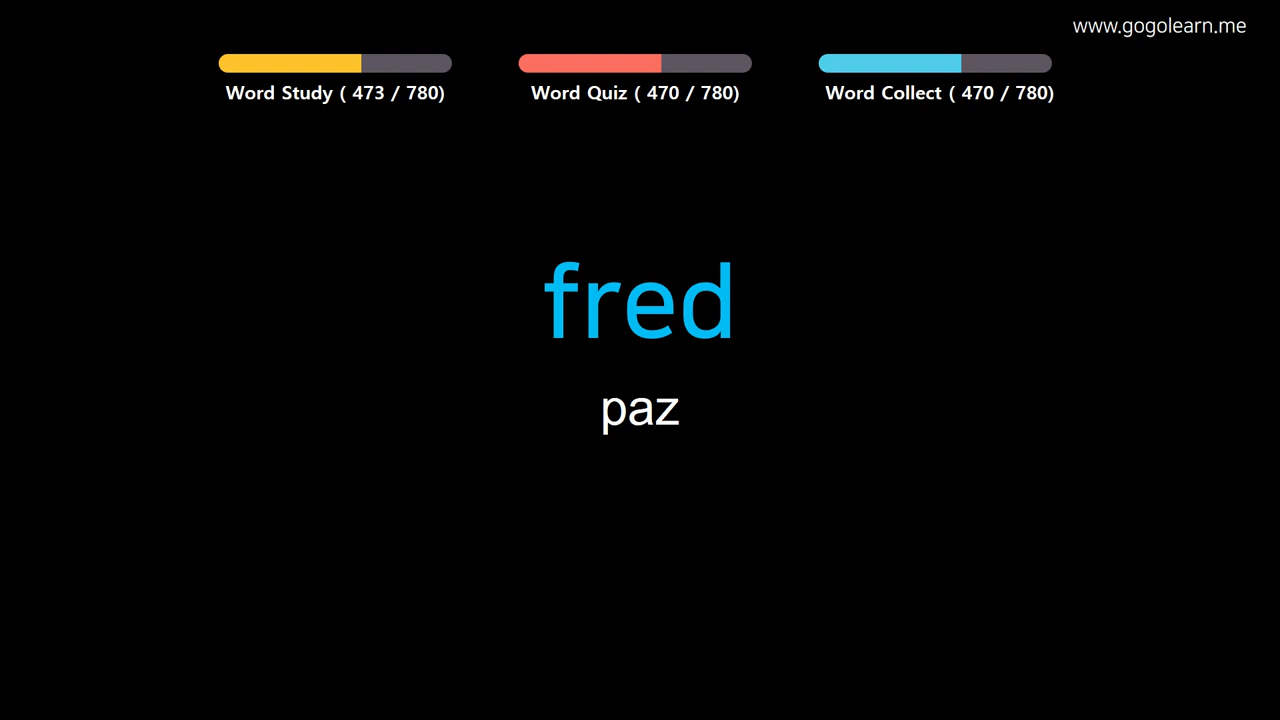 www.gogolearn.me
Word Study ( 473 / 780)
Word Quiz ( 470 / 780)
Word Collect ( 470 / 780)
fred
paz